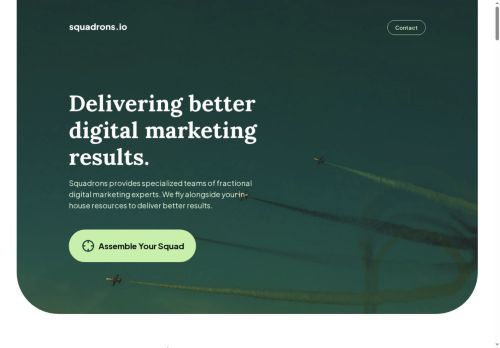 squadrons.io
Contact
Delivering better
digital marketing
results.
Squadrons provides specialized teams of fractional
digital marketing experts. We fly alongside your in-
house resources to deliver better results.
Assemble Your Squad